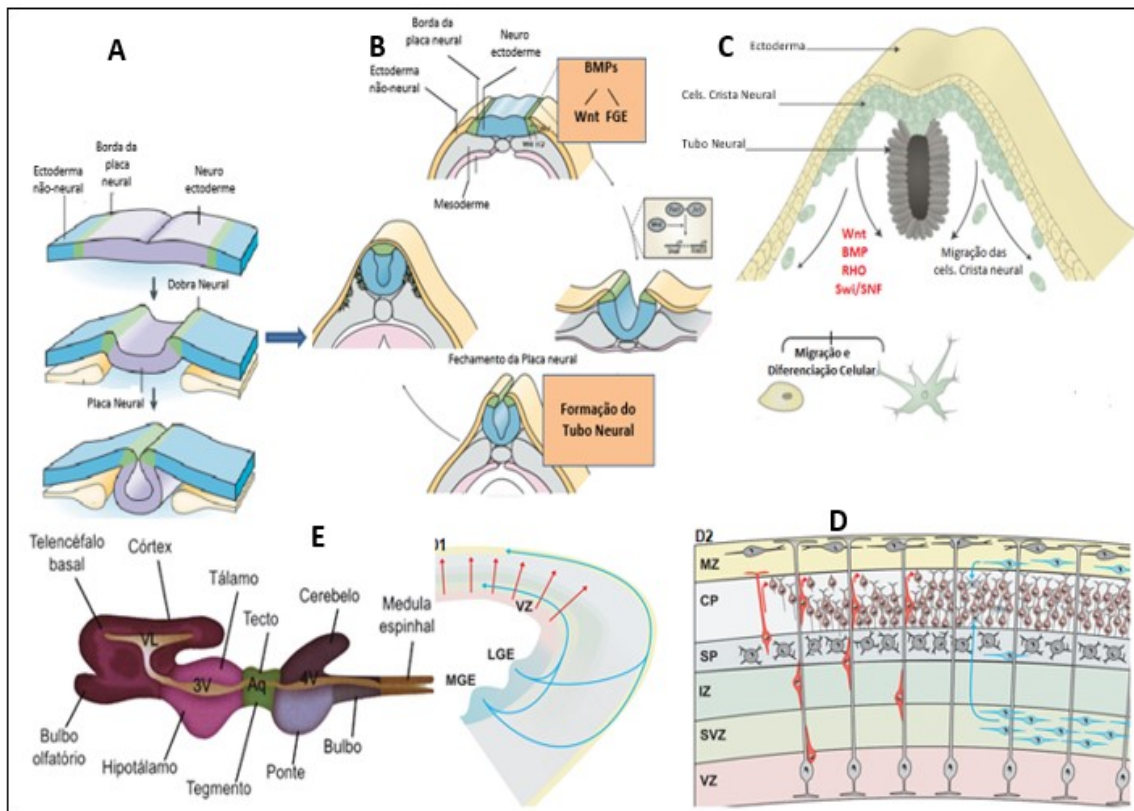 A
Borda da
placa
neural
Ectoderma
não-neural
Neuro
ectoderme
Dobra Neural
Placa Neural
B
Borda da
placa neural
Neuro
ectoderme
Ectoderma
não-neural
BMPs
Wnt FGE
Mesoderme
Fechamento da Placa neural
Formação do
Tubo Neural
C
Ectoderma
Cels. Crista Neural
Tubo Neural
Wnt
BMP
RHO
Swi/SNF
Migração das
cels. Crista neural
Migração e
Diferenciação Celular
E
Telencéfalo
basal
Córtex
Tálamo
Tecto
Cerebelo
Medula
espinhal
VL
3V
Aq
4V
Bulbo
olfatório
Hipotálamo
Tegmento
Ponte
Bulbo
VZ
LGE
MGE
D
D2
MZ
CP
SP
IZ
SVZ
VZ